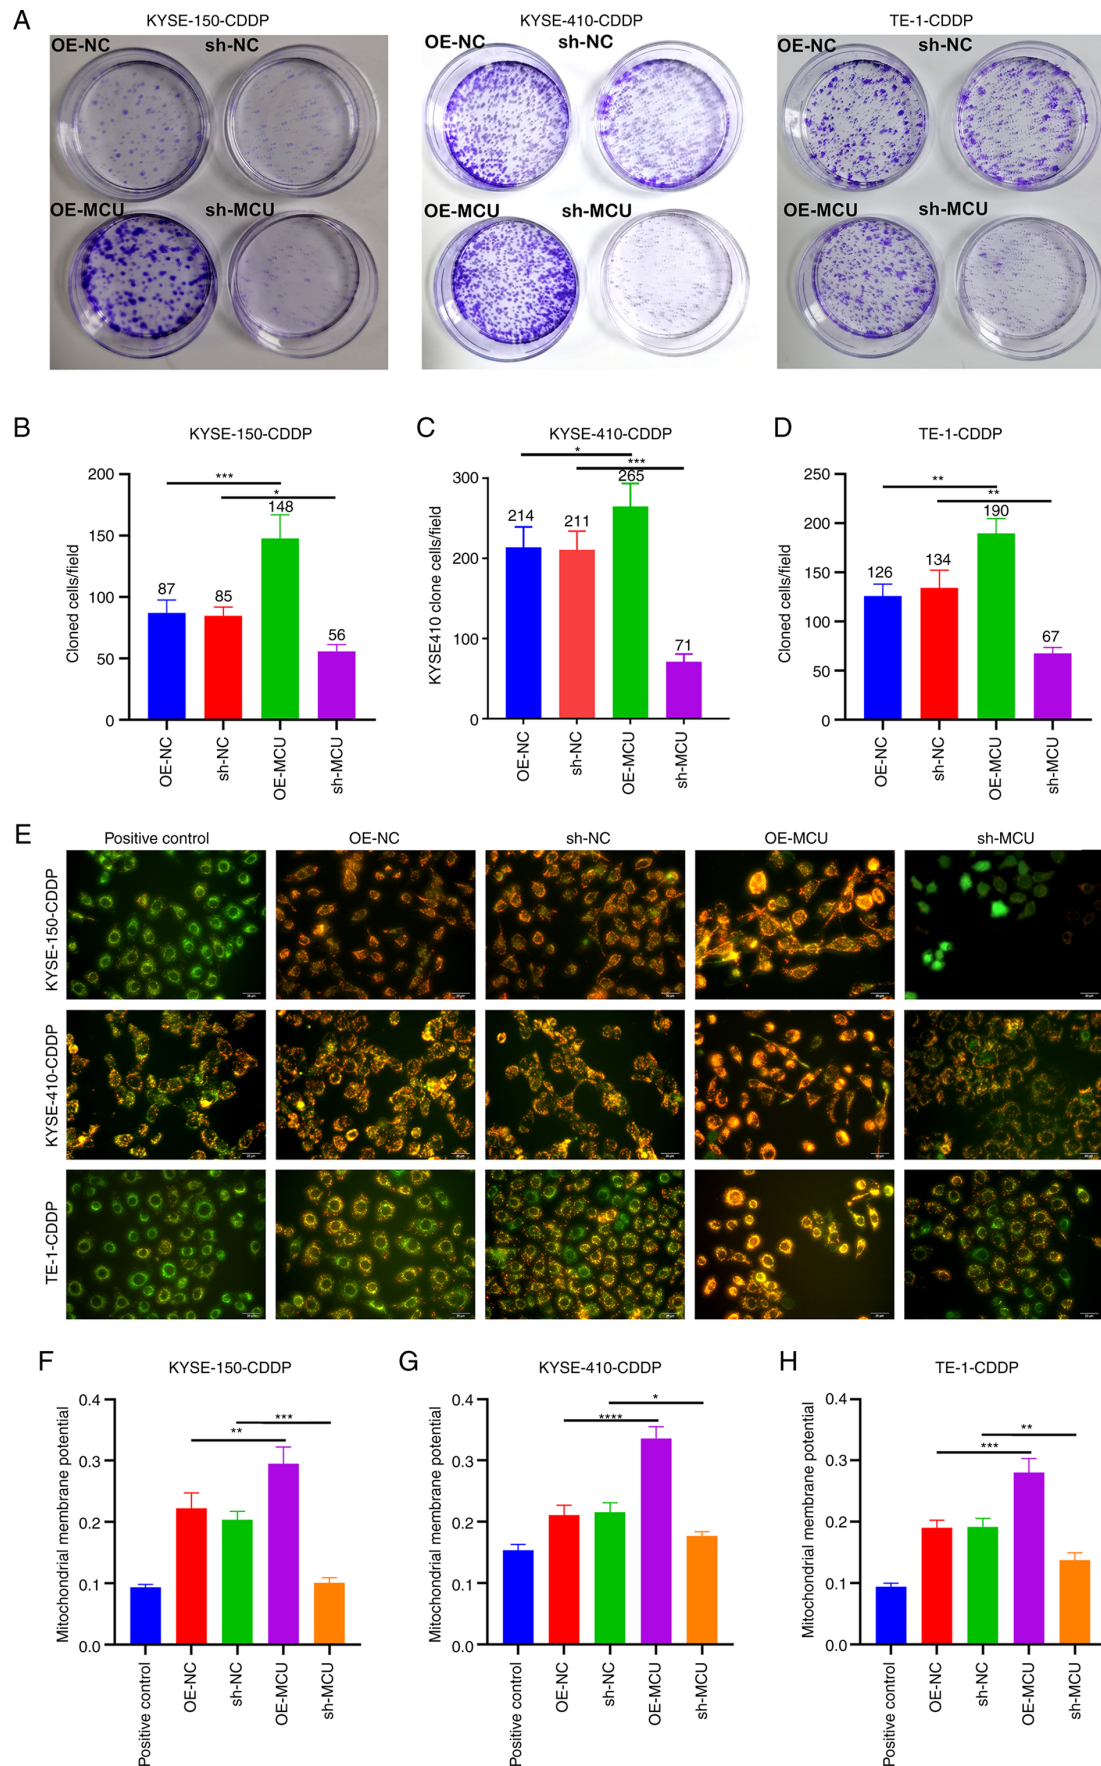 A
KYSE-150-CDDP
KYSE-410-CDDP
TE-1-CDDP
OE-NC
sh-NC
OE-NC
sh-NC
OE-NC
sh-NC
OE-MCU
sh-MCU
OE-MCU
sh-MCU
OE-MCU
sh-MCU
B
KYSE-150-CDDP
Cloned cells/field
200
150
100
50
0
***
*
87
85
148
56
OE-NC
sh-NC
OE-MCU
sh-MCU
C
KYSE-410-CDDP
KYSE410 clone cells/field
300
200
100
0
*
***
214
211
265
71
OE-NC
sh-NC
OE-MCU
sh-MCU
D
TE-1-CDDP
Cloned cells/field
250
200
150
100
50
0
**
**
126
134
190
67
OE-NC
sh-NC
OE-MCU
sh-MCU
E
Positive control
OE-NC
sh-NC
OE-MCU
sh-MCU
KYSE-150-CDDP
KYSE-410-CDDP
TE-1-CDDP
F
KYSE-150-CDDP
Mitochondrial membrane potential
0.4
0.3
0.2
0.1
0.0
***
**
Positive control
OE-NC
sh-NC
OE-MCU
sh-MCU
G
KYSE-410-CDDP
Mitochondrial membrane potential
0.4
0.3
0.2
0.1
0.0
*
****
Positive control
OE-NC
sh-NC
OE-MCU
sh-MCU
H
TE-1-CDDP
Mitochondrial membrane potential
0.4
0.3
0.2
0.1
0.0
**
***
Positive control
OE-NC
sh-NC
OE-MCU
sh-MCU